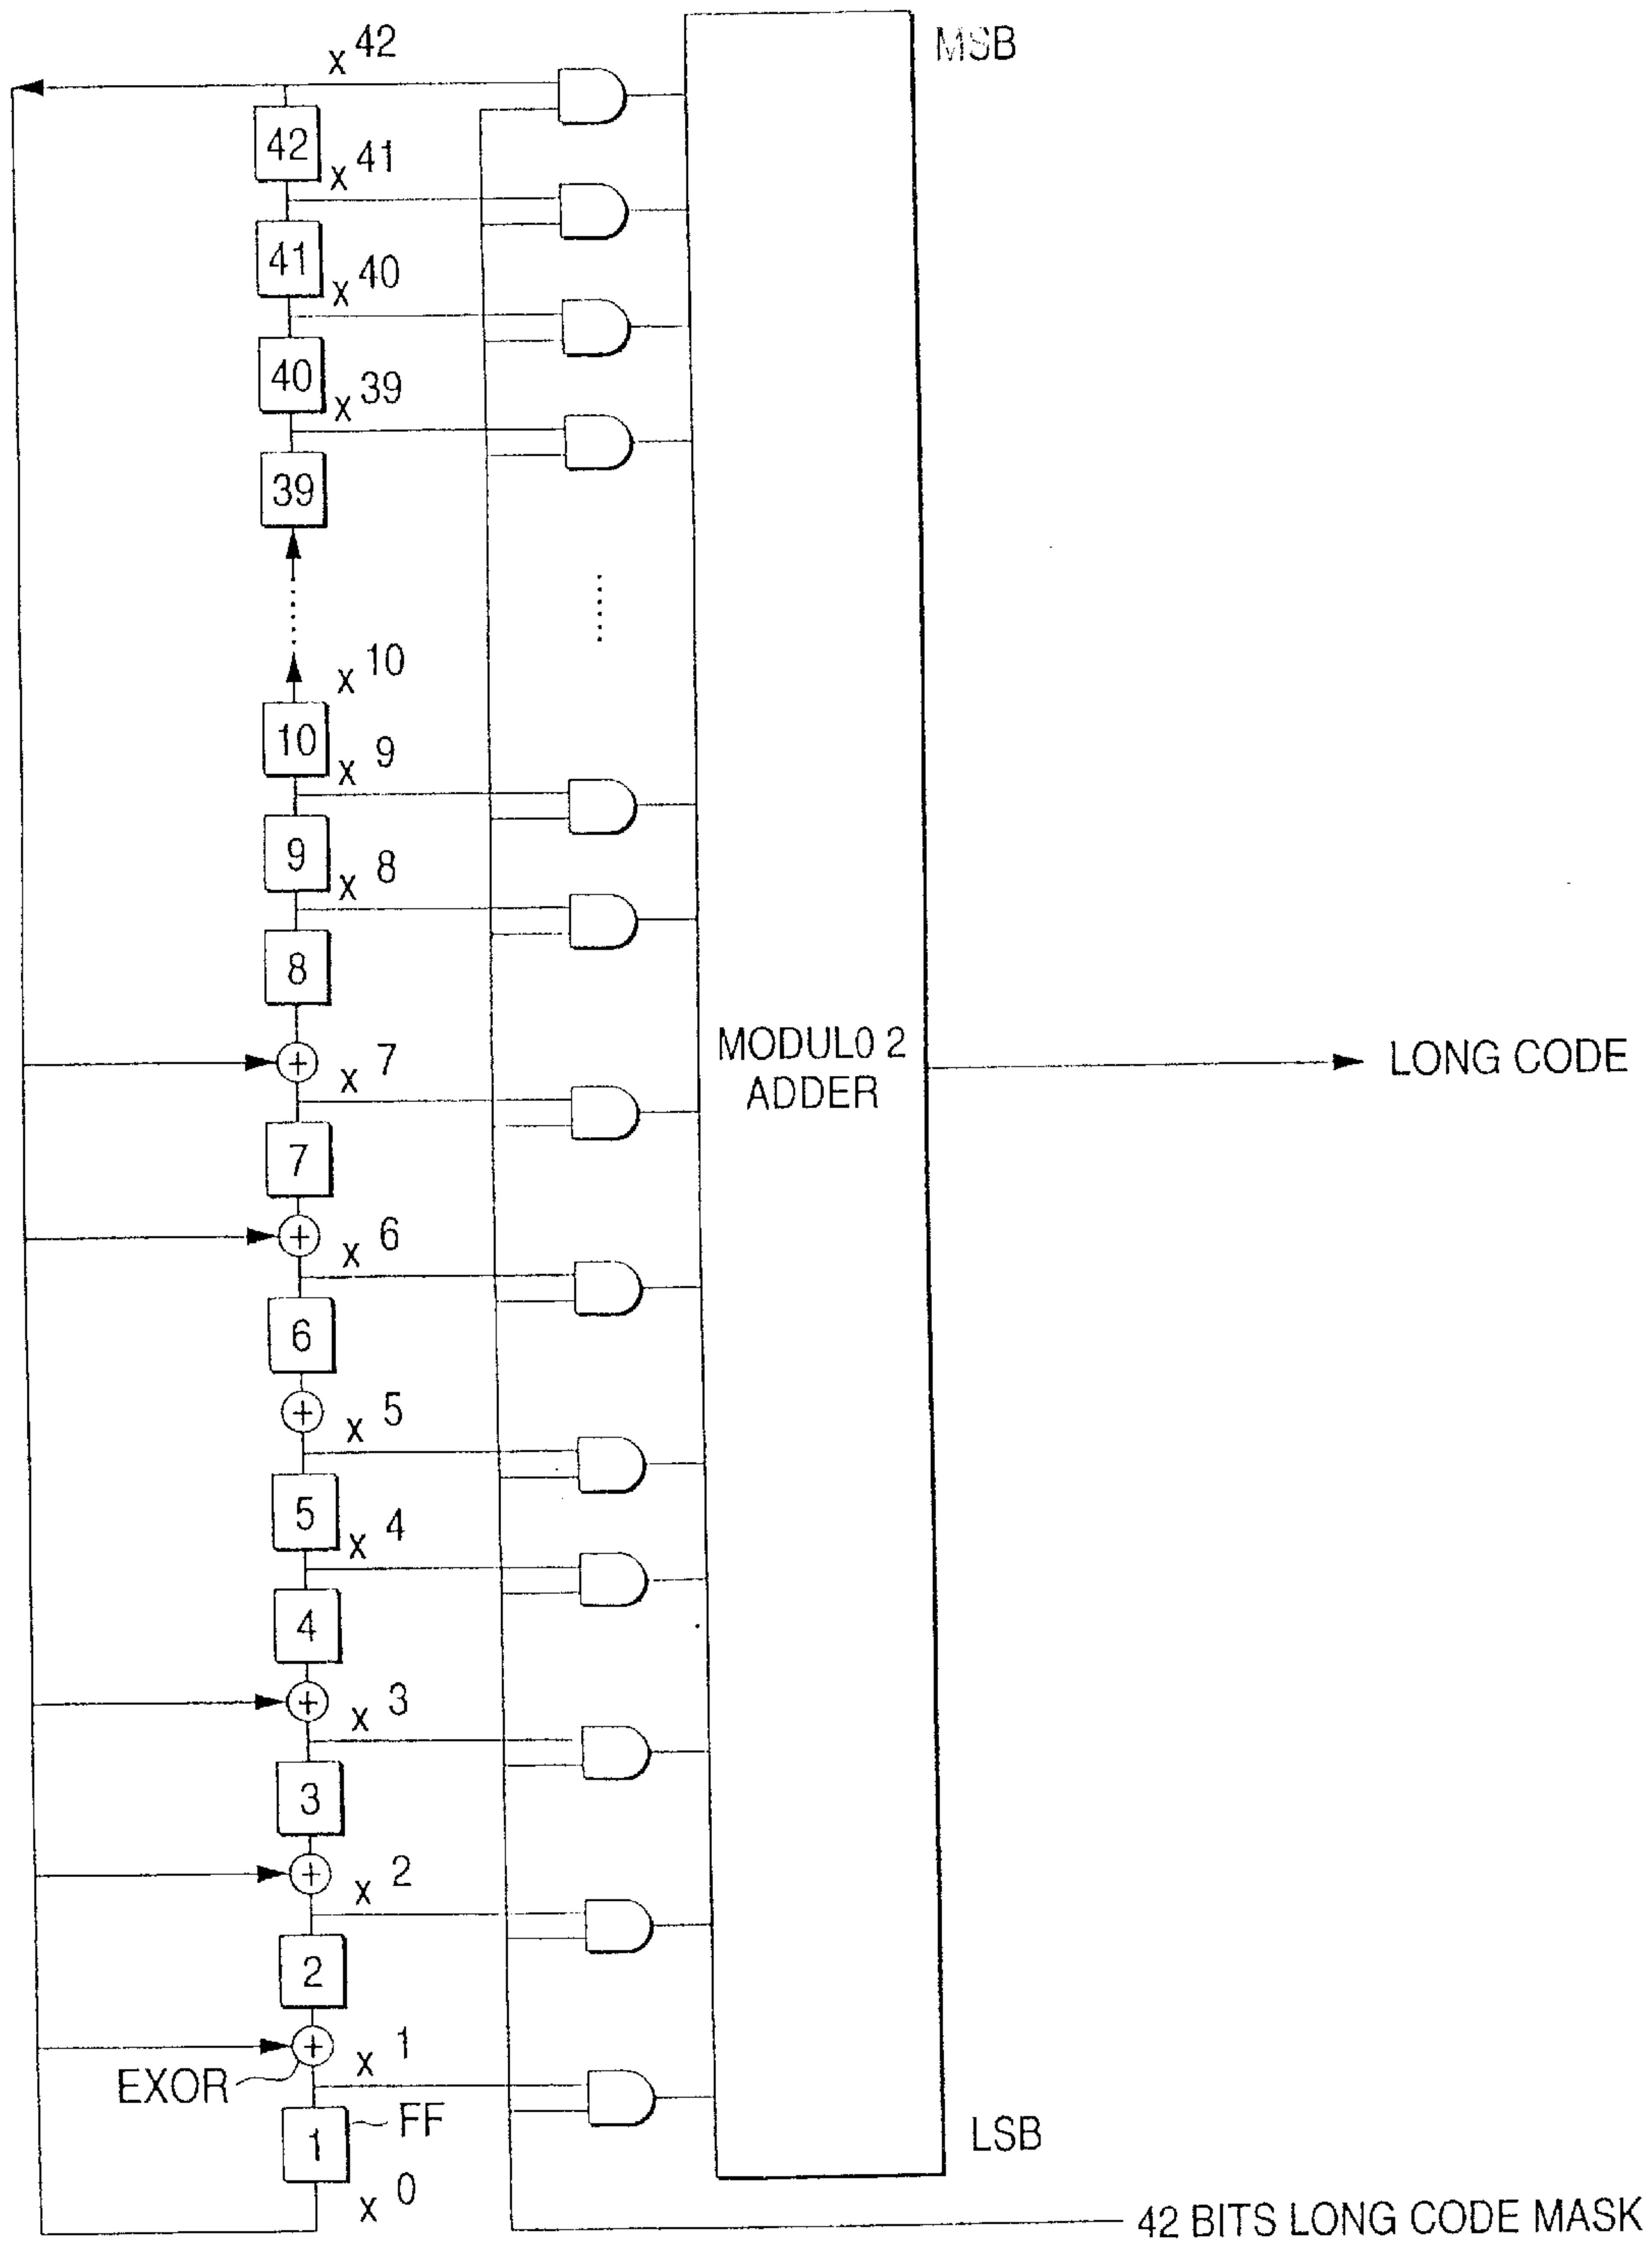 MSB
x 42
42
x 41
41
x 40
40
x 39
39
x 10
10
x 9
9
x 8
8
x 7
7
x 6
6
x 5
5
x 4
4
x 3
3
x 2
2
x 1
EXOR
FF
1
x 0
MODULO 2
ADDER
LONG CODE
LSB
42 BITS LONG CODE MASK